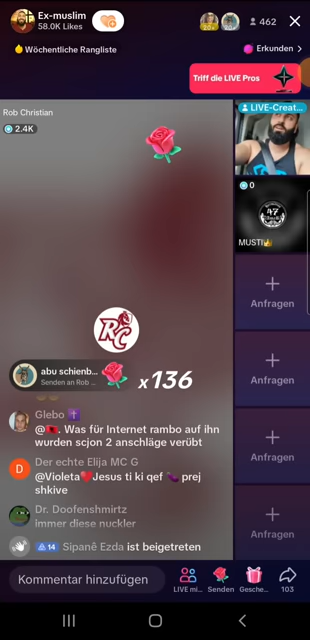 Ex-muslim
58.0K Likes
462
Wöchentliche Rangliste
Erkunden >
Triff die LIVE Pros
Rob Christian
2.4K
LIVE-Creat...
0
47
MUSTI👍
Anfragen
Anfragen
Anfragen
Anfragen
Anfragen
RC
abu schienb...
Senden an Rob ...
x136
Glebo ✝️
@🇦🇱. Was für Internet rambo auf ihn
wurden scjon 2 anschläge verübt
D
Der echte Elija MC G
@Violeta❤️Jesus ti ki qef 🍆 prej
shkive
Dr. Doofenshmirtz
immer diese nuckler
14 Sipanê Ezda ist beigetreten
Kommentar hinzufügen
LIVE mi...
Senden
Gesche...
103